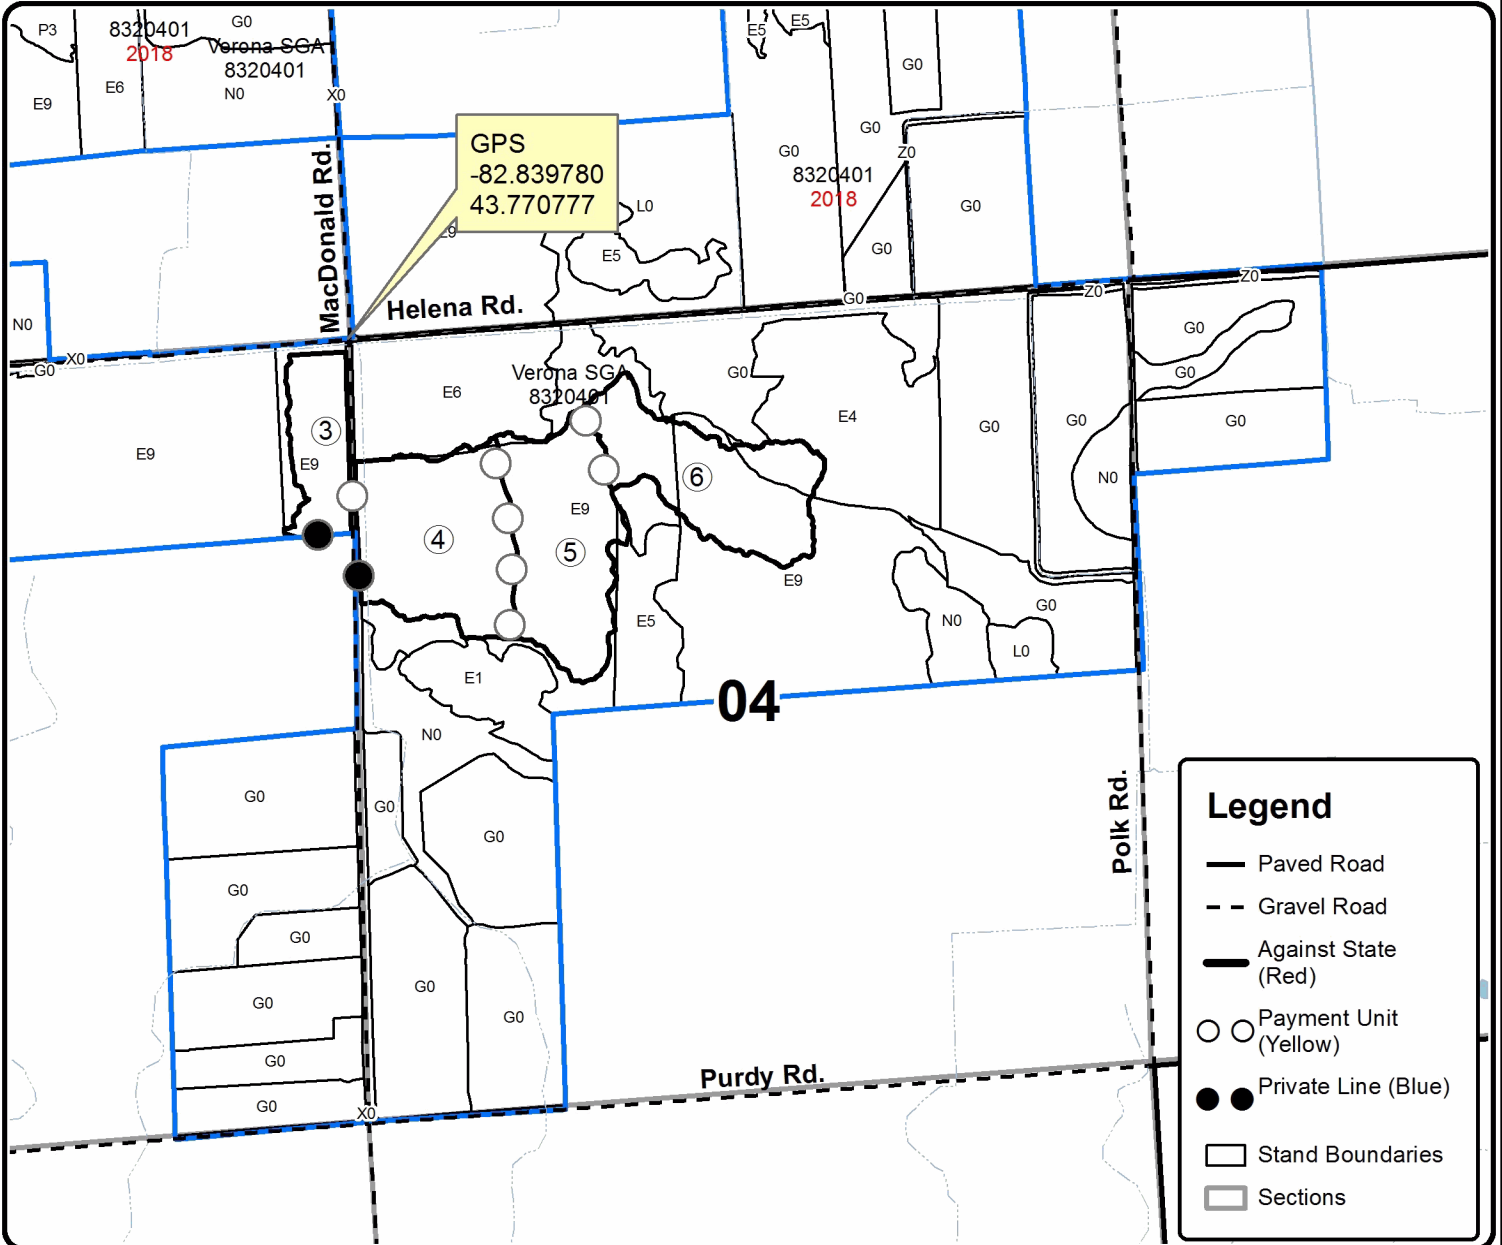 P3
G0
8320401
2018
Verona SGA
8320401
N0
E9
E6
X0
E5
E5
G0
G0
G0
Z0
8320401
2018
G0
G0
GPS
-82.839780
43.770777
MacDonald Rd.
L0
E9
E5
N0
Helena Rd.
G0
Z0
Z0
X0
G0
G0
G0
G0
E6
Verona SGA
8320401
G0
E4
G0
G0
N0
3
E9
E9
4
E9
5
6
E9
E5
N0
G0
L0
E1
04
N0
G0
G0
G0
G0
G0
G0
G0
G0
G0
G0
X0
Polk Rd.
Purdy Rd.
Legend
Paved Road
Gravel Road
Against State
(Red)
Payment Unit
(Yellow)
Private Line (Blue)
Stand Boundaries
Sections